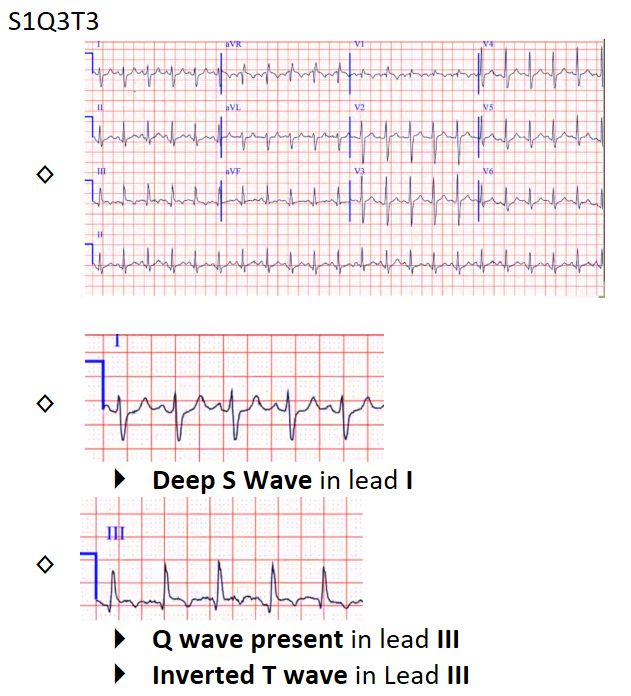 S1Q3T3
I aVR V1 V4
II aVL V2 V5
III aVF V3 V6
II
I
Deep S Wave in lead I
III
Q wave present in lead III
Inverted T wave in Lead III